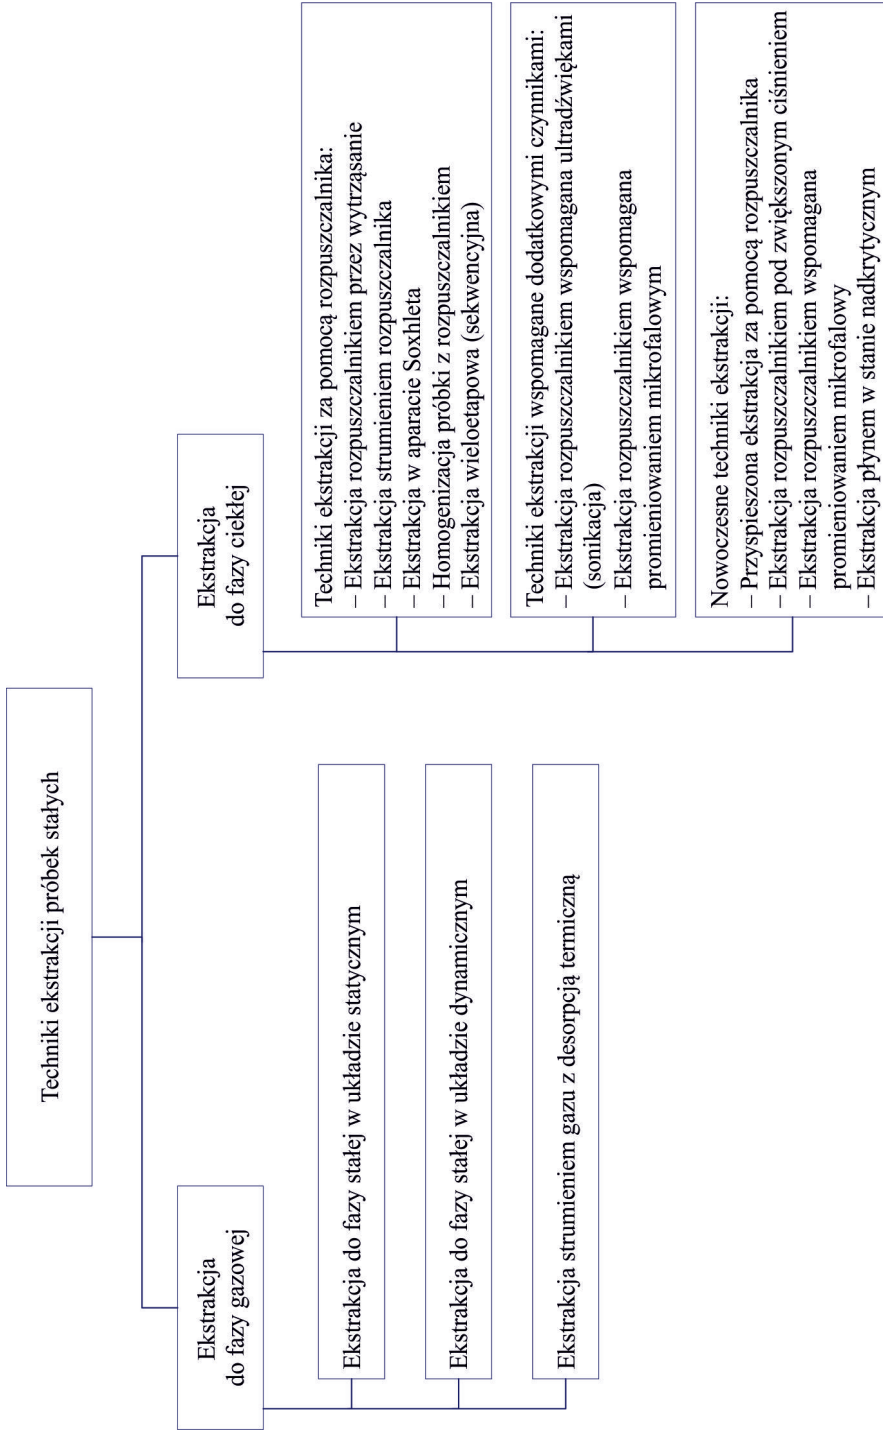 Techniki ekstrakcji próbek stałych
Ekstrakcja
do fazy gazowej
Ekstrakcja do fazy stałej w układzie statycznym
Ekstrakcja do fazy stałej w układzie dynamicznym
Ekstrakcja strumieniem gazu z desorpcją termiczną
Ekstrakcja
do fazy ciekłej
Techniki ekstrakcji za pomocą rozpuszczalnika:
– Ekstrakcja rozpuszczalnikiem przez wytrząsanie
– Ekstrakcja strumieniem rozpuszczalnika
– Ekstrakcja w aparacie Soxhleta
– Homogenizacja próbki z rozpuszczalnikiem
– Ekstrakcja wieloetapowa (sekwencyjna)
Techniki ekstrakcji wspomagane dodatkowymi czynnikami:
– Ekstrakcja rozpuszczalnikiem wspomagana ultradźwiękami
(sonikacja)
– Ekstrakcja rozpuszczalnikiem wspomagana
promieniowaniem mikrofalowym
Nowoczesne techniki ekstrakcji:
– Przyspieszona ekstrakcja za pomocą rozpuszczalnika
– Ekstrakcja rozpuszczalnikiem pod zwiększonym ciśnieniem
– Ekstrakcja rozpuszczalnikiem wspomagana
promieniowaniem mikrofalowy
– Ekstrakcja płynem w stanie nadkrytycznym